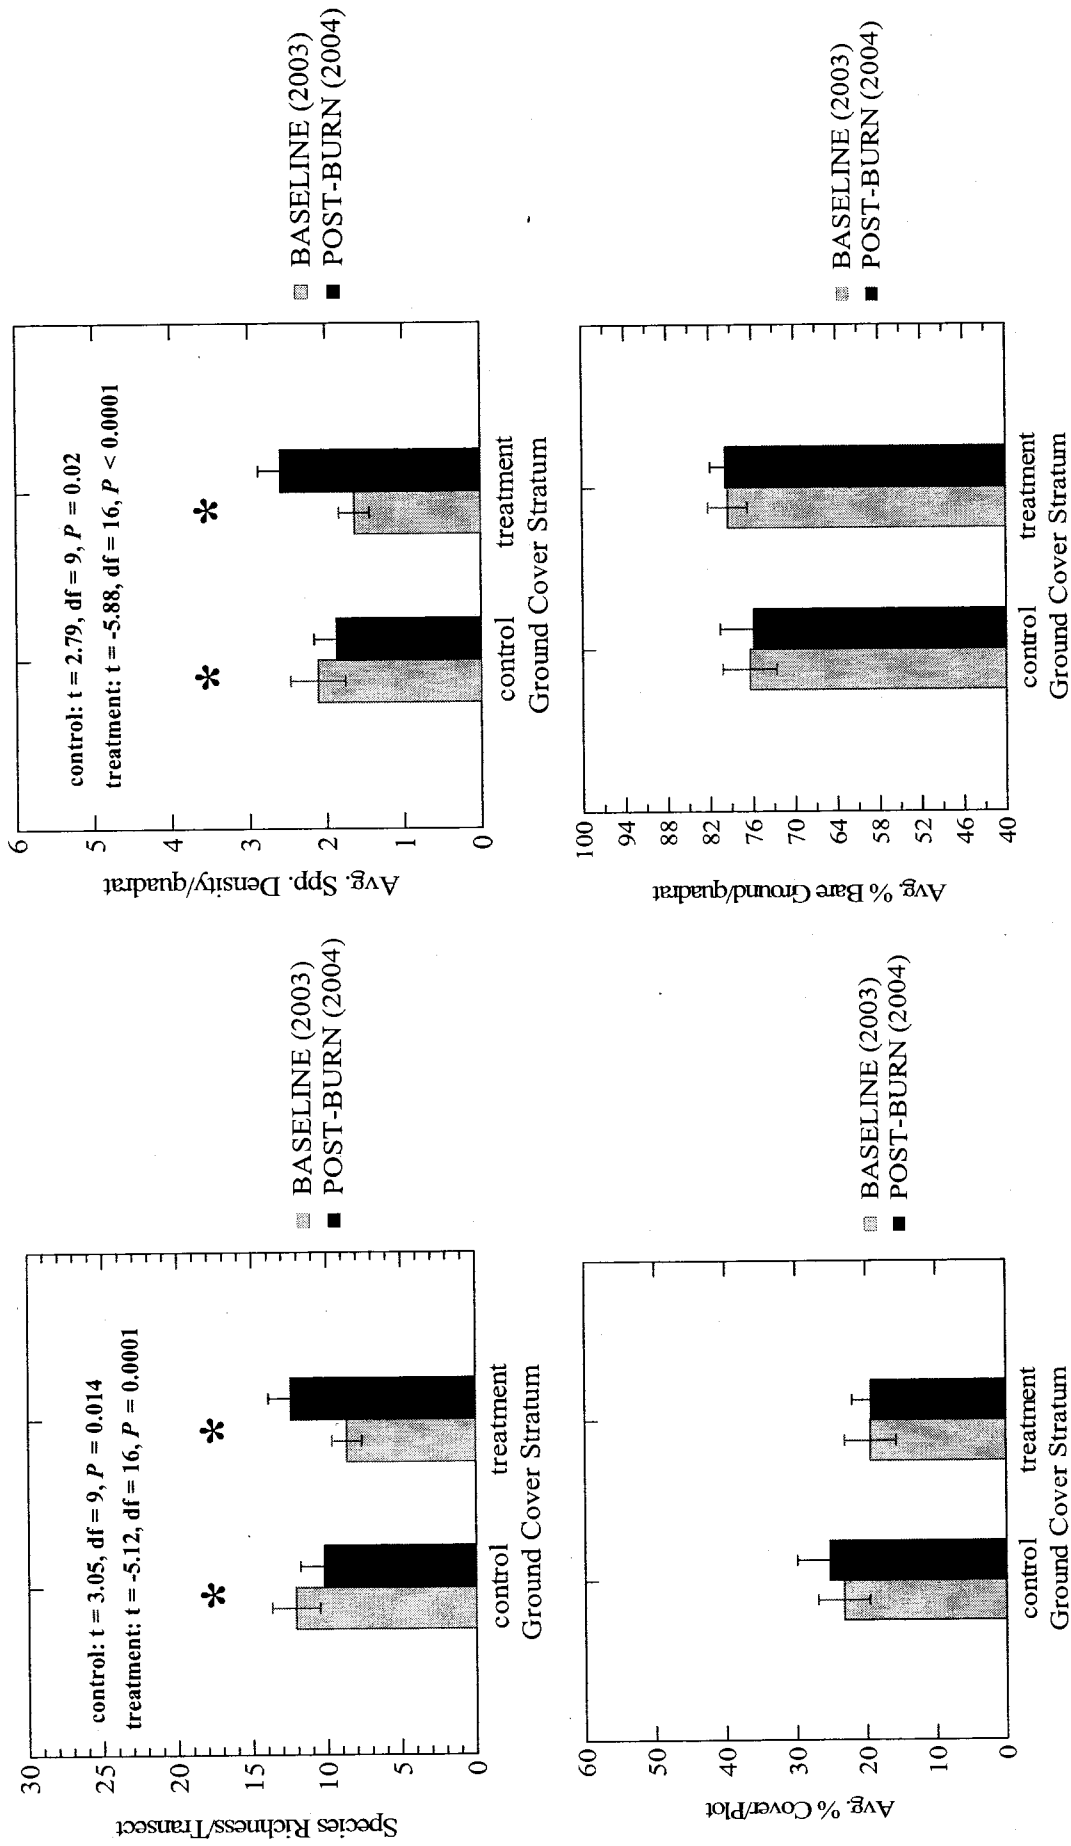 Species Richness/Transect
30
25
20
15
10
5
0
control: t = 3.05, df = 9, P = 0.014
treatment: t = -5.12, df = 16, P = 0.0001
*
*
control
treatment
Ground Cover Stratum
BASELINE (2003)
POST-BURN (2004)
Avg. Spp. Density/quadrat
6
5
4
3
2
1
0
control: t = 2.79, df = 9, P = 0.02
treatment: t = -5.88, df = 16, P < 0.0001
*
*
control
treatment
Ground Cover Stratum
BASELINE (2003)
POST-BURN (2004)
Avg. % Cover/Plot
60
50
40
30
20
10
0
control
treatment
Ground Cover Stratum
BASELINE (2003)
POST-BURN (2004)
Avg. % Bare Ground/quadrat
100
94
88
82
76
70
64
58
52
46
40
control
treatment
Ground Cover Stratum
BASELINE (2003)
POST-BURN (2004)